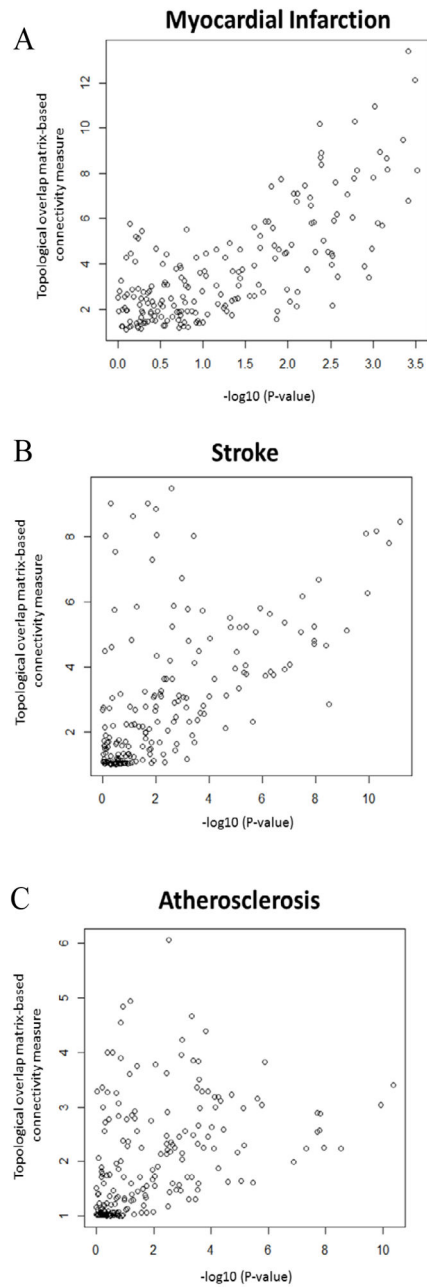 A
Myocardial Infarction
Topological overlap matrix-based
connectivity measure
12
10
8
6
4
2
0.0 0.5 1.0 1.5 2.0 2.5 3.0 3.5
-log10 (P-value)
B
Stroke
Topological overlap matrix-based
connectivity measure
8
6
4
2
0 2 4 6 8 10
-log10 (P-value)
C
Atherosclerosis
Topological overlap matrix-based
connectivity measure
6
5
4
3
2
1
0 2 4 6 8 10
-log10 (P-value)